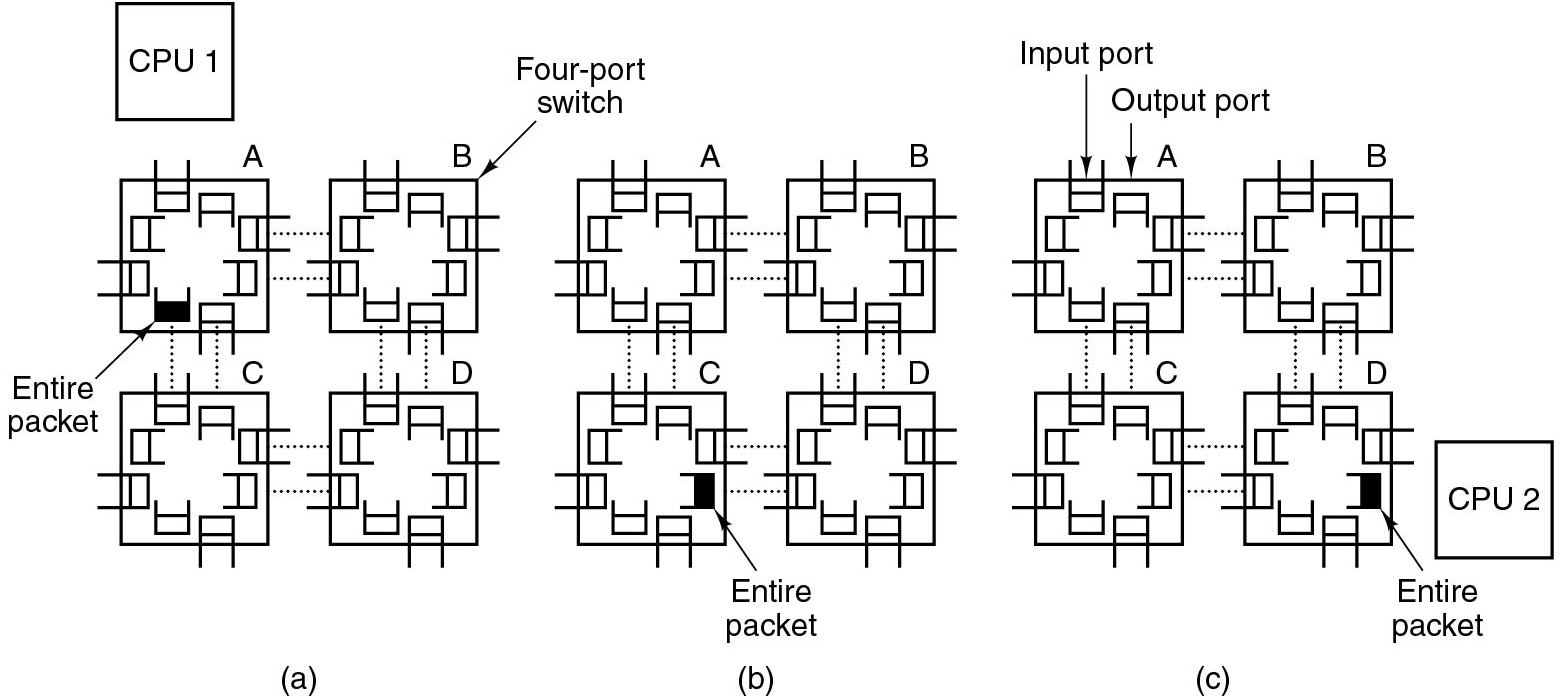 CPU 1
Four-port
switch
Input port
Output port
A
B
A
B
A
B
Entire
packet
C
D
C
D
C
D
CPU 2
Entire
packet
Entire
packet
(a)
(b)
(c)